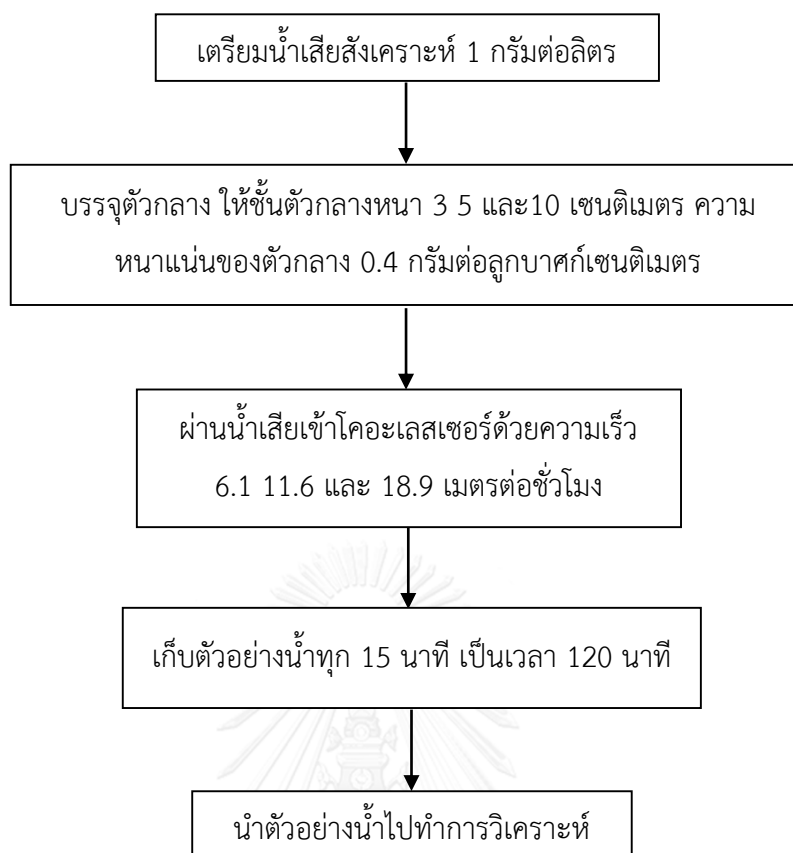 เตรียมน้ำเสียสังเคราะห์ 1 กรัมต่อลิตร
บรรจุตัวกลาง ให้ชั้นตัวกลางหนา 3 5 และ10 เซนติเมตร ความ
หนาแน่นของตัวกลาง 0.4 กรัมต่อลูกบาศก์เซนติเมตร
ผ่านน้ำเสียเข้าโคอะเลสเซอร์ด้วยความเร็ว
6.1 11.6 และ 18.9 เมตรต่อชั่วโมง
เก็บตัวอย่างน้ำทุก 15 นาที เป็นเวลา 120 นาที
นำตัวอย่างน้ำไปทำการวิเคราะห์